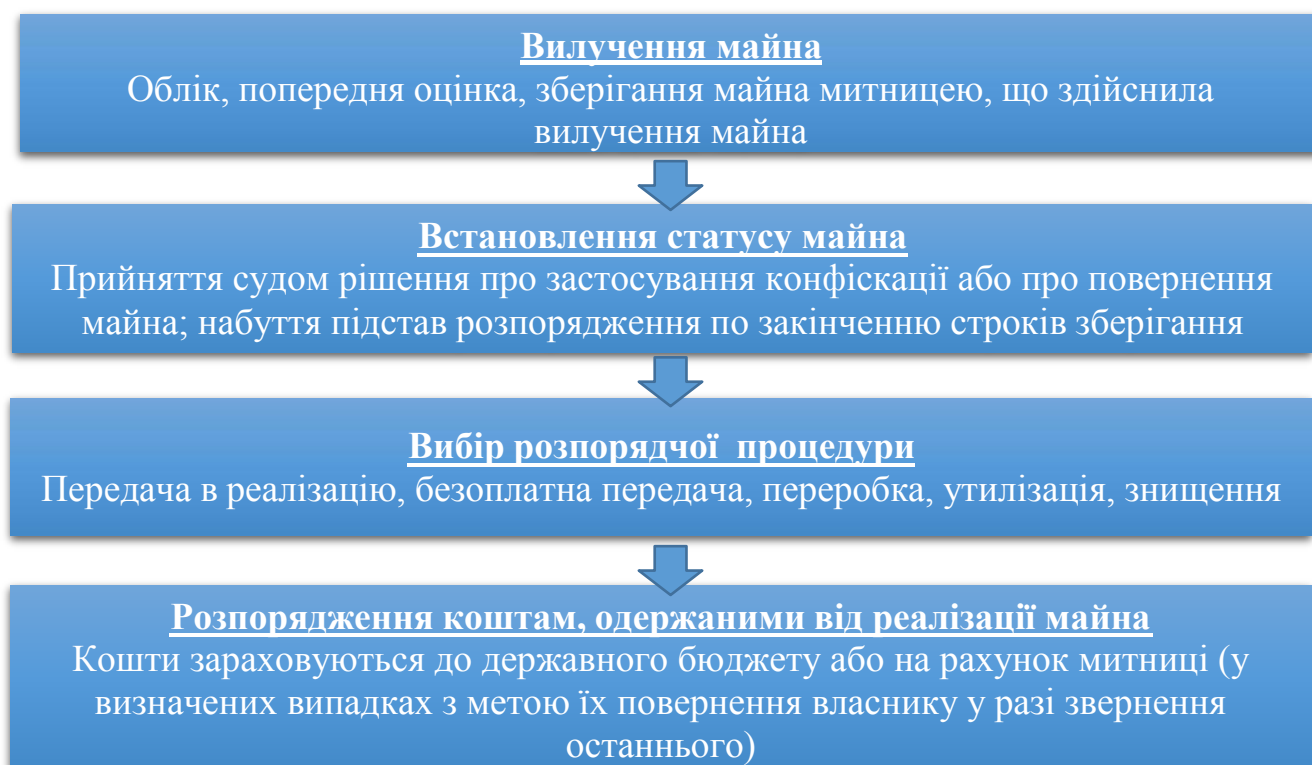 Вилучення майна
Облік, попередня оцінка, зберігання майна митницею, що здійснила
вилучення майна
Встановлення статусу майна
Прийняття судом рішення про застосування конфіскації або про повернення
майна; набуття підстав розпорядження по закінченню строків зберігання
Вибір розпорядчої процедури
Передача в реалізацію, безоплатна передача, переробка, утилізація, знищення
Розпорядження коштам, одержаними від реалізації майна
Кошти зараховуються до державного бюджету або на рахунок митниці (у
визначених випадках з метою їх повернення власнику у разі звернення
останнього)